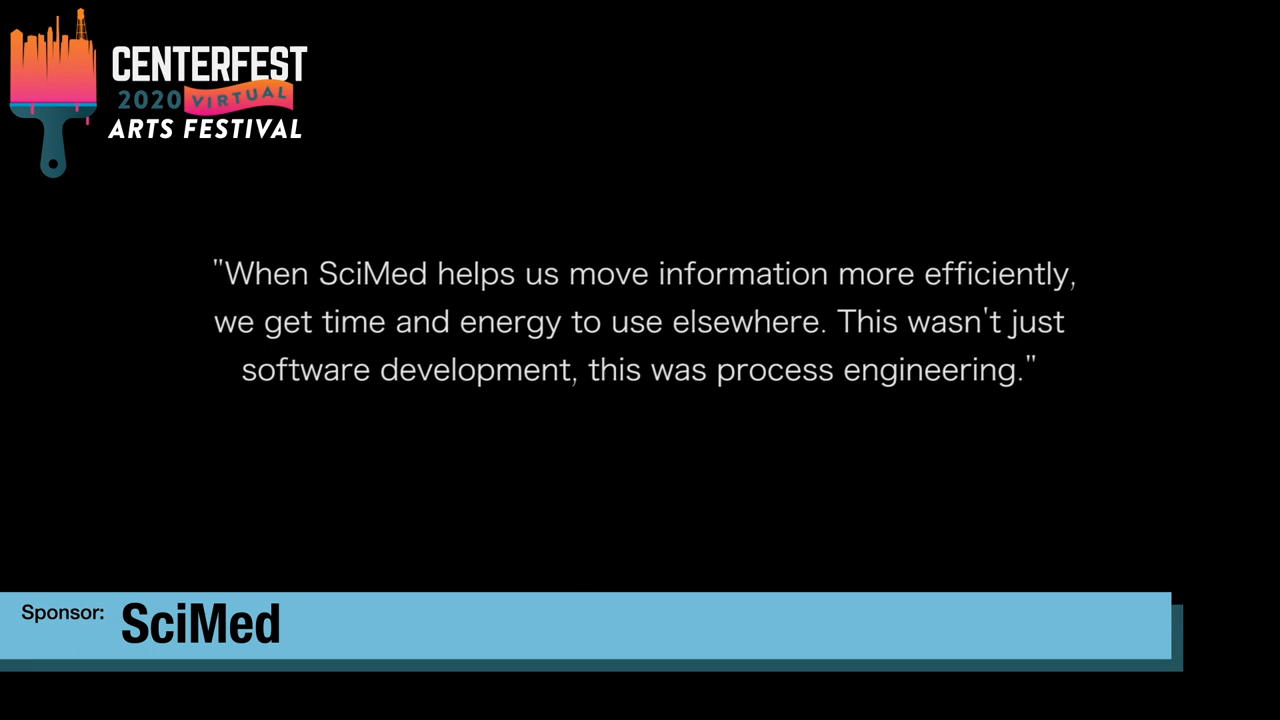 CENTERFEST
2020 VIRTUAL
ARTS FESTIVAL
"When SciMed helps us move information more efficiently,
we get time and energy to use elsewhere. This wasn't just
software development, this was process engineering."
Sponsor: SciMed